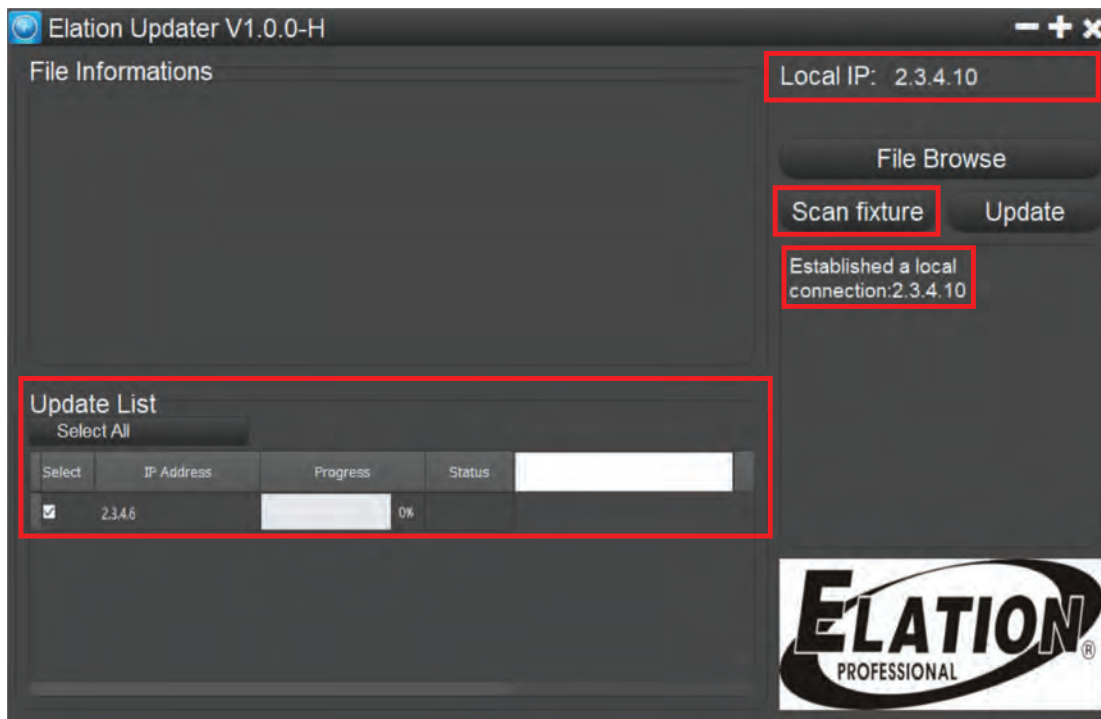 Elation Updater V1.0.0-H
File Informations
Local IP: 2.3.4.10
File Browse
Scan fixture
Update
Established a local
connection:2.3.4.10
Update List
Select All
Select IP Address Progress Status
2.3.4.6 0%
ELATION®
PROFESSIONAL